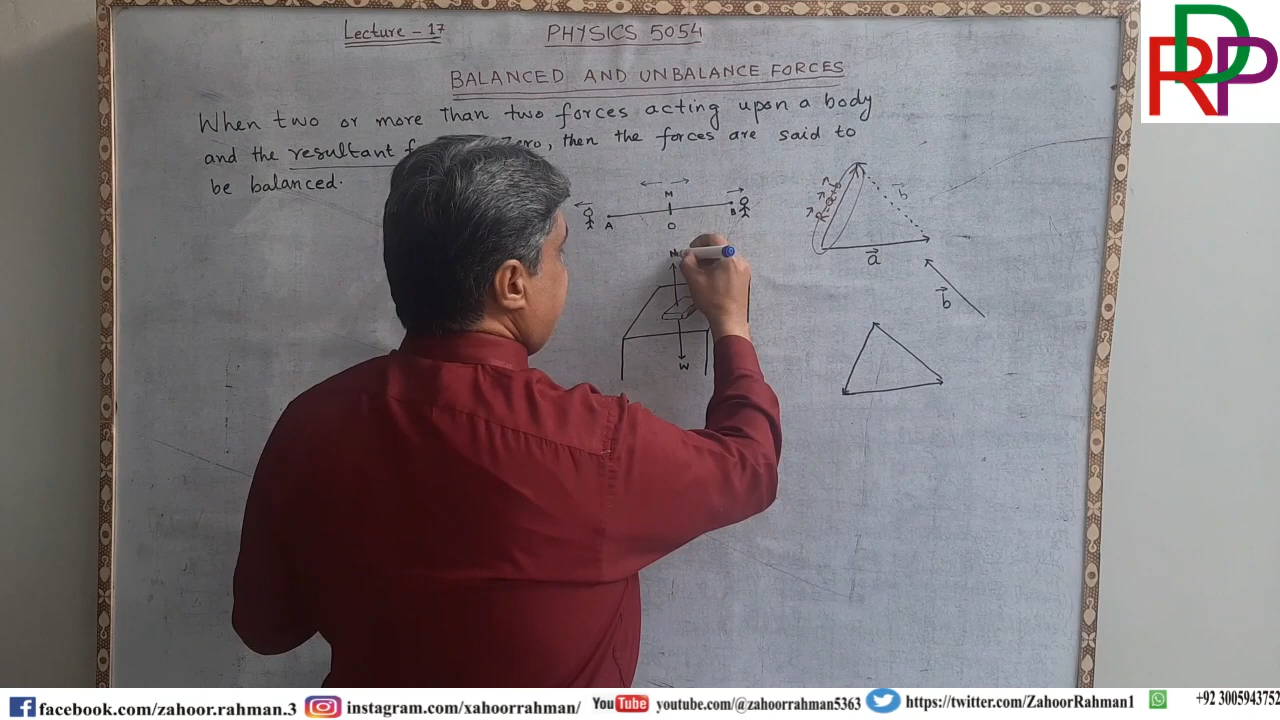 Lecture - 17
PHYSICS 5054
RDP
BALANCED AND UNBALANCE FORCES
When two or more than two forces acting upon a body
and the resultant f zero, then the forces are said to
be balanced.
M
A
O
B
N
W
a
b
b
facebook.com/zahoor.rahman.3
instagram.com/xahoorrahman/
YouTube youtube.com/@zahoorrahman5363
https://twitter.com/ZahoorRahman1
+92 3005943752